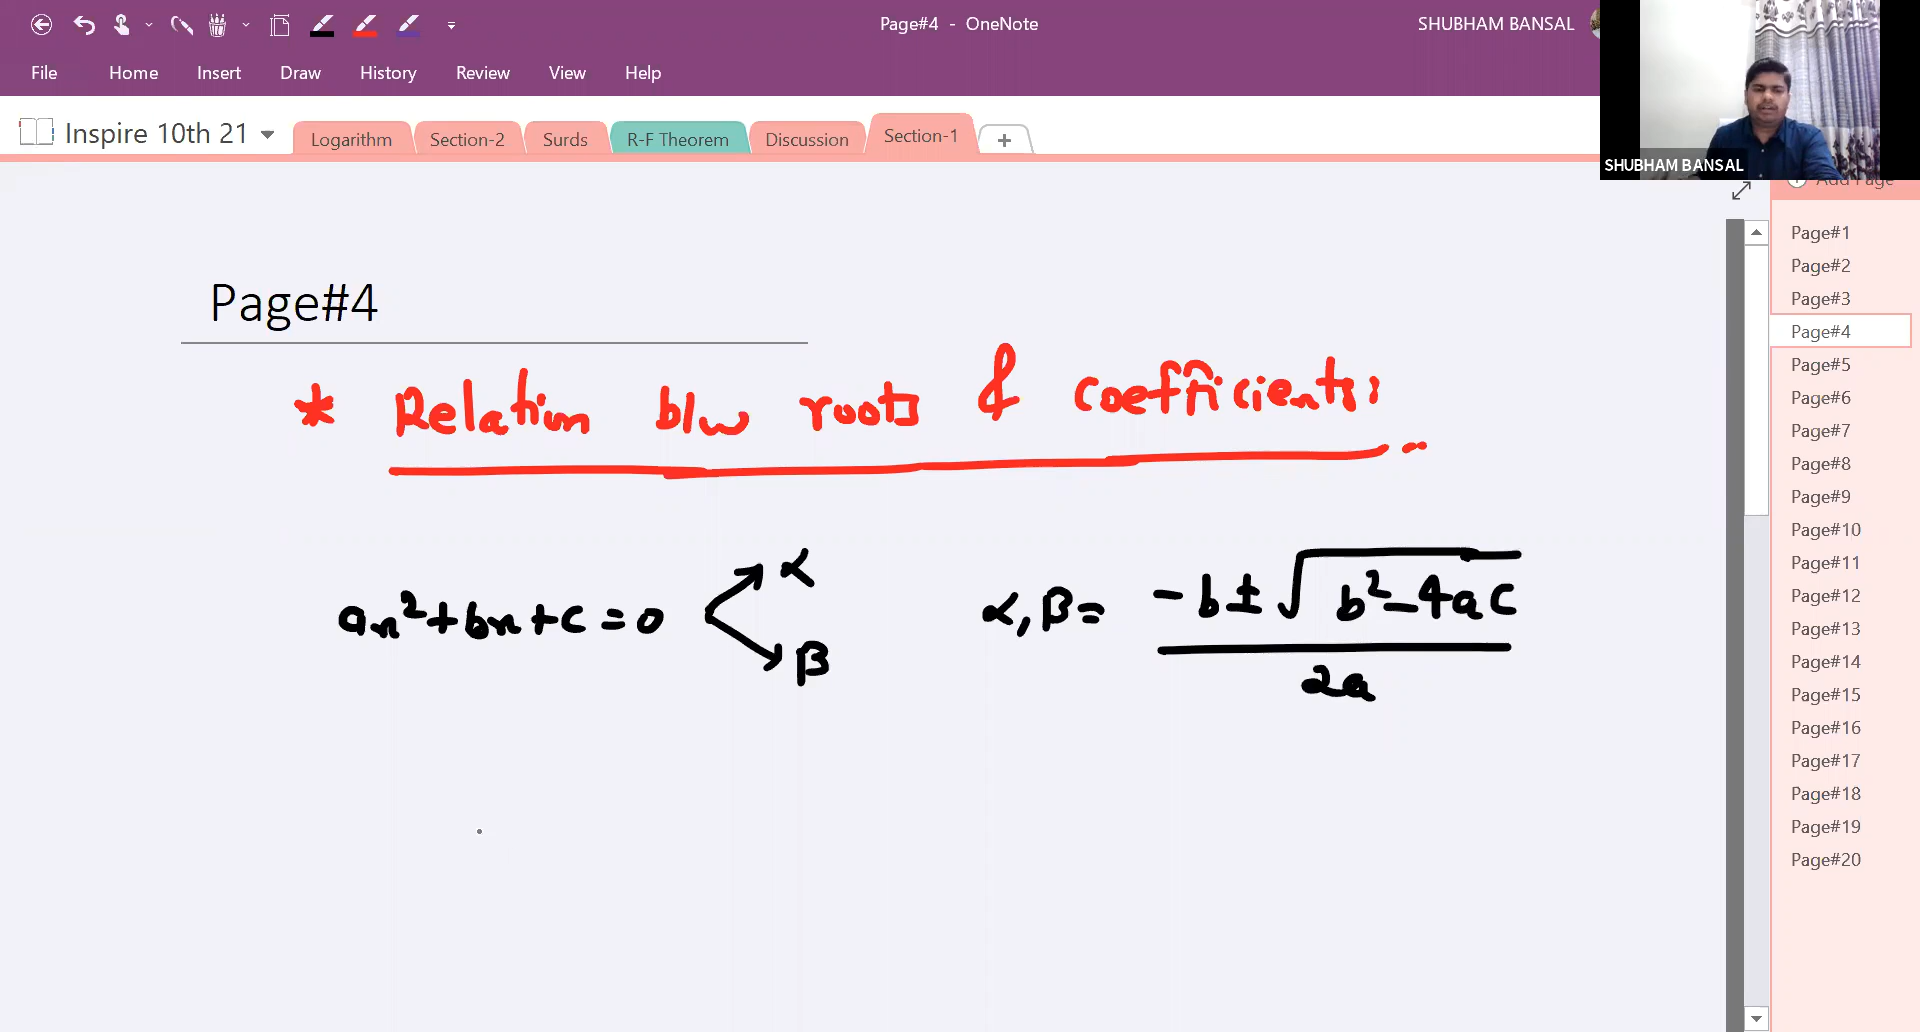 Page#4 - OneNote
SHUBHAM BANSAL
File Home Insert Draw History Review View Help
Inspire 10th 21
Logarithm Section-2 Surds R-F Theorem Discussion Section-1 +
SHUBHAM BANSAL
Add Page
Page#1
Page#2
Page#3
Page#4
Page#5
Page#6
Page#7
Page#8
Page#9
Page#10
Page#11
Page#12
Page#13
Page#14
Page#15
Page#16
Page#17
Page#18
Page#19
Page#20
Page#4
* Relation b/w roots & coefficients:
ax²+bx+c=0
α
β
α,β= -b±√b²-4ac
2a